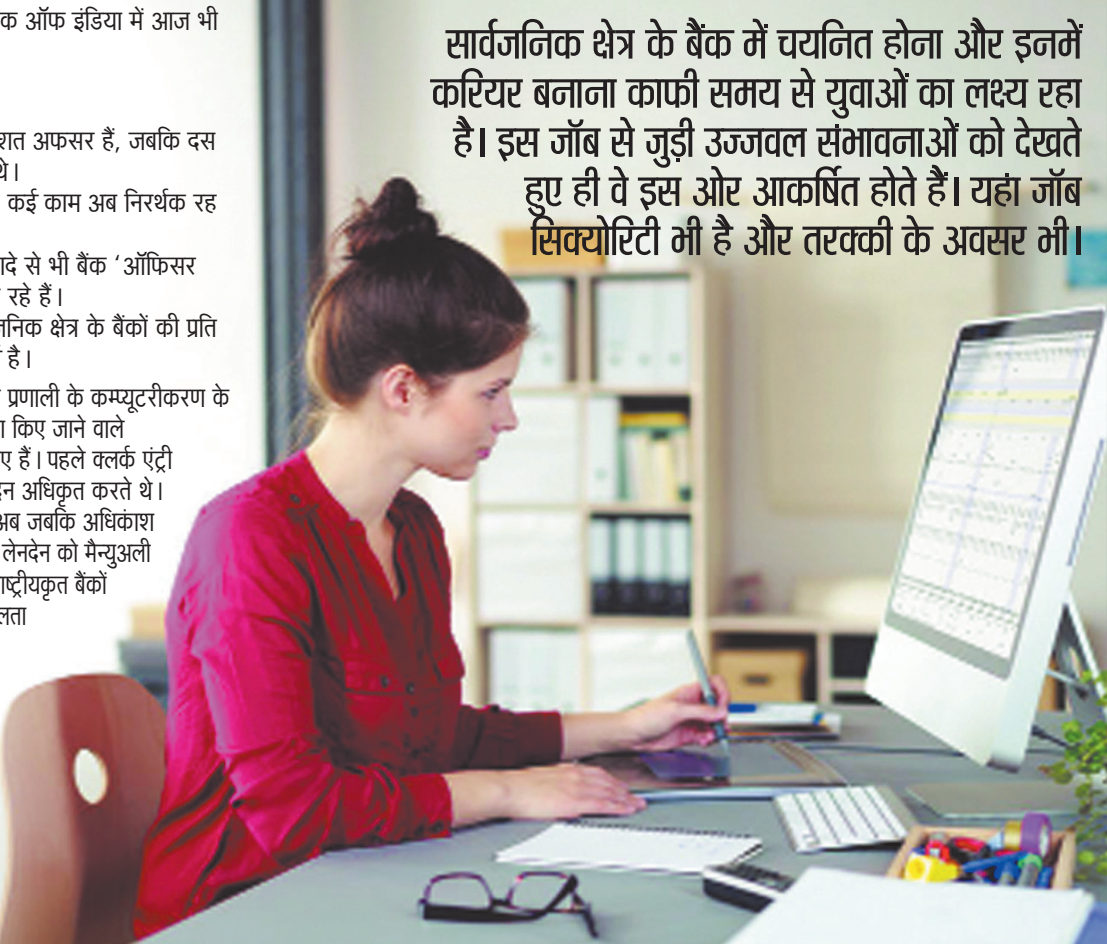 क ऑफ इंडिया में आज भी
शत अफसर हैं, जबकि दस
थे।
कई काम अब निरर्थक रह
दे से भी बैंक ‘ऑफिसर
रहे हैं।
निक क्षेत्र के बैंकों की प्रति
है।
प्रणाली के कम्प्यूटरीकरण के
किए जाने वाले
ए हैं। पहले क्लर्क एंट्री
न अधिकृत करते थे।
अब जबकि अधिकांश
लेनदेन को मैन्युअली
राष्ट्रीयकृत बैंकों
लता
सार्वजनिक क्षेत्र के बैंक में चयनित होना और इनमें
करियर बनाना काफी समय से युवाओं का लक्ष्य रहा
है। इस जॉब से जुड़ी उज्जवल संभावनाओं को देखते
हुए ही वे इस ओर आकर्षित होते हैं। यहां जॉब
सिक्योरिटी भी है और तरक्की के अवसर भी।